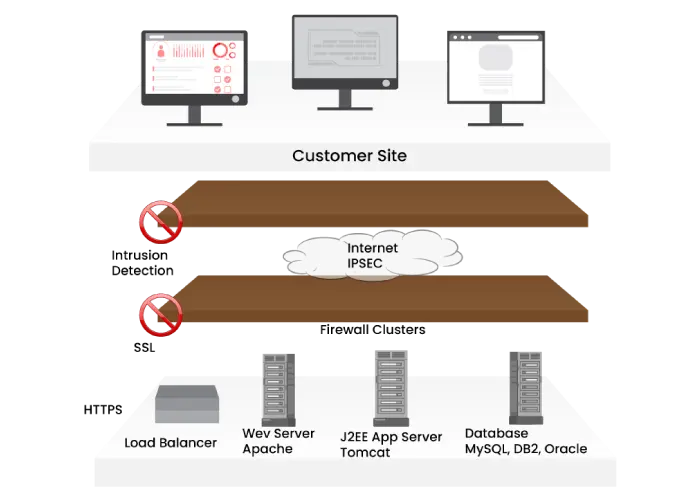 Customer Site
Intrusion
Detection
Internet
IPSEC
Firewall Clusters
SSL
HTTPS
Load Balancer
Wev Server
Apache
J2EE App Server
Tomcat
Database
MySQL, DB2, Oracle